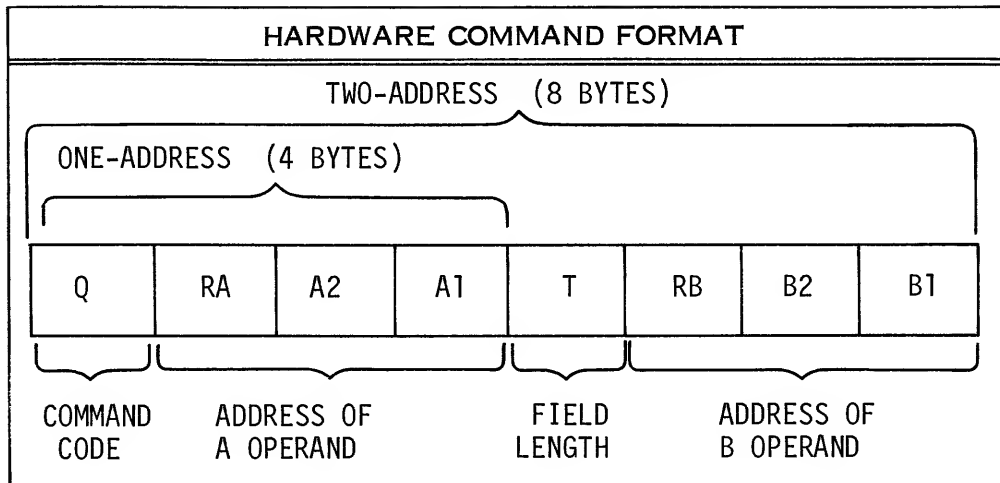 HARDWARE COMMAND FORMAT
TWO-ADDRESS (8 BYTES)
ONE-ADDRESS (4 BYTES)
Q RA A2 A1 T RB B2 B1
COMMAND CODE
ADDRESS OF A OPERAND
FIELD LENGTH
ADDRESS OF B OPERAND